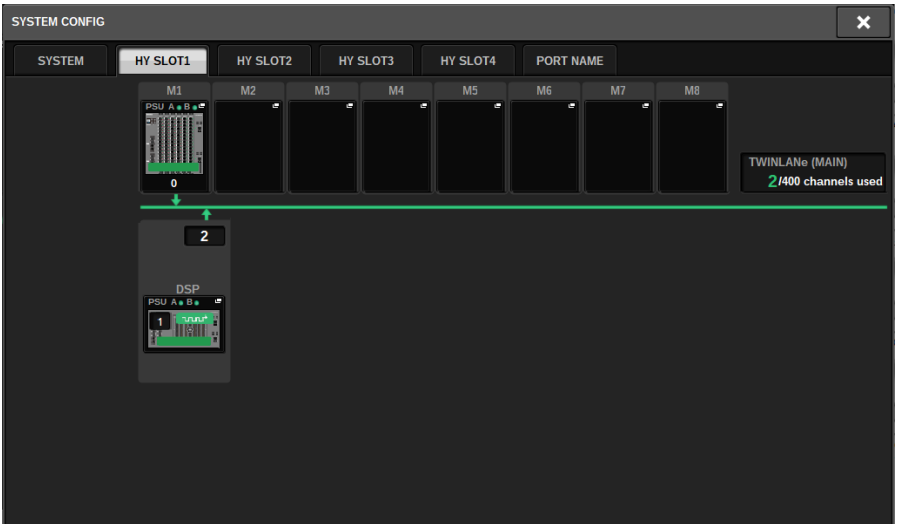 SYSTEM CONFIG
SYSTEM HY SLOT1 HY SLOT2 HY SLOT3 HY SLOT4 PORT NAME
M1 M2 M3 M4 M5 M6 M7 M8
PSU A B
TWINLANe (MAIN)
0
2/400 channels used
2
DSP
PSU A B
1